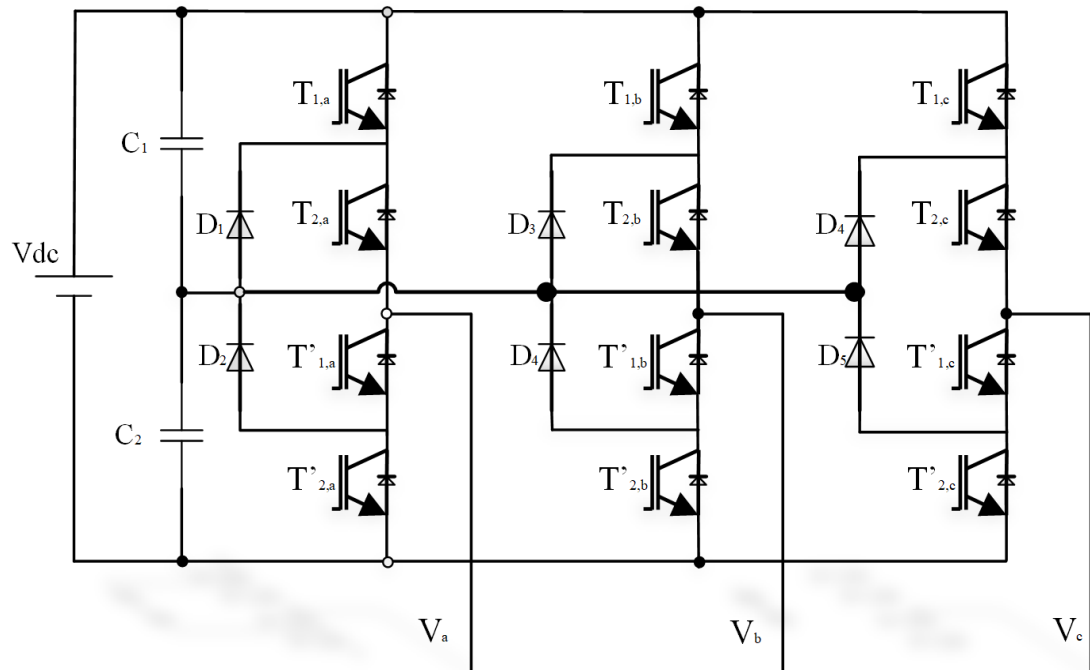 T1,a
T1,b
T1,c
C1
D1
T2,a
D3
T2,b
D4
T2,c
Vdc
D2
T’1,a
D4
T’1,b
D5
T’1,c
C2
T’2,a
T’2,b
T’2,c
Va
Vb
Vc